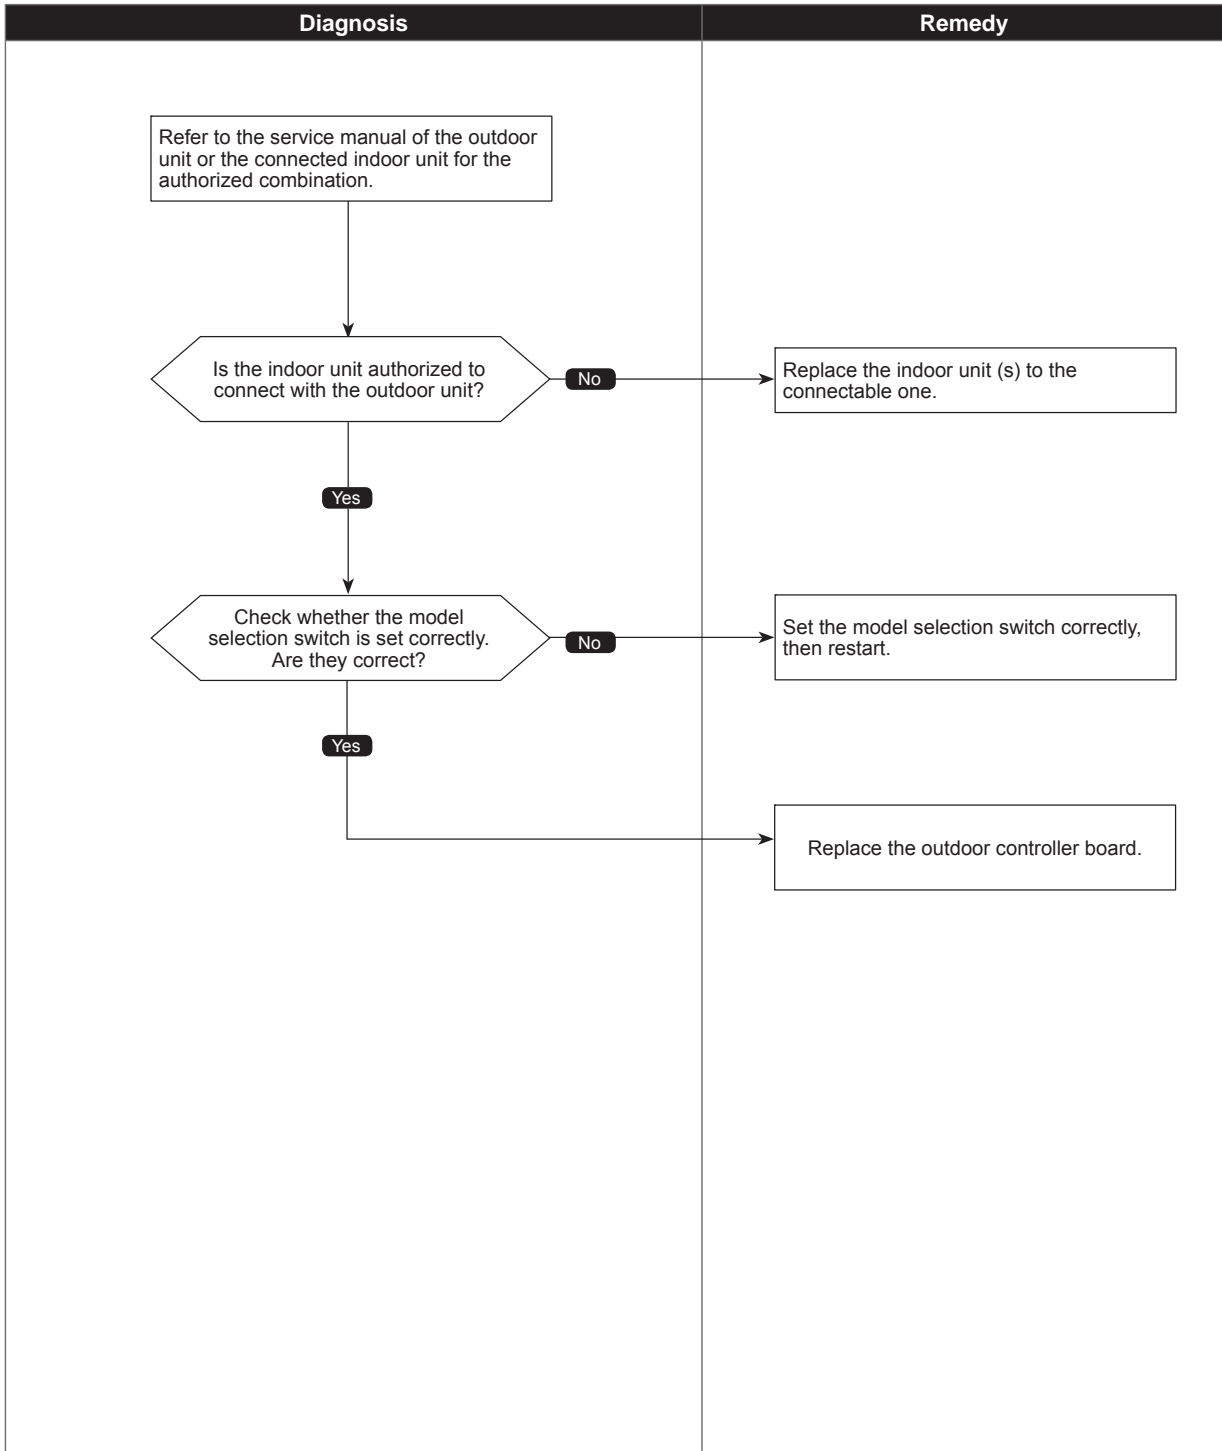 Diagnosis
Remedy
Refer to the service manual of the outdoor
unit or the connected indoor unit for the
authorized combination.
Is the indoor unit authorized to
connect with the outdoor unit?
No
Replace the indoor unit (s) to the
connectable one.
Yes
Check whether the model
selection switch is set correctly.
Are they correct?
No
Set the model selection switch correctly,
then restart.
Yes
Replace the outdoor controller board.